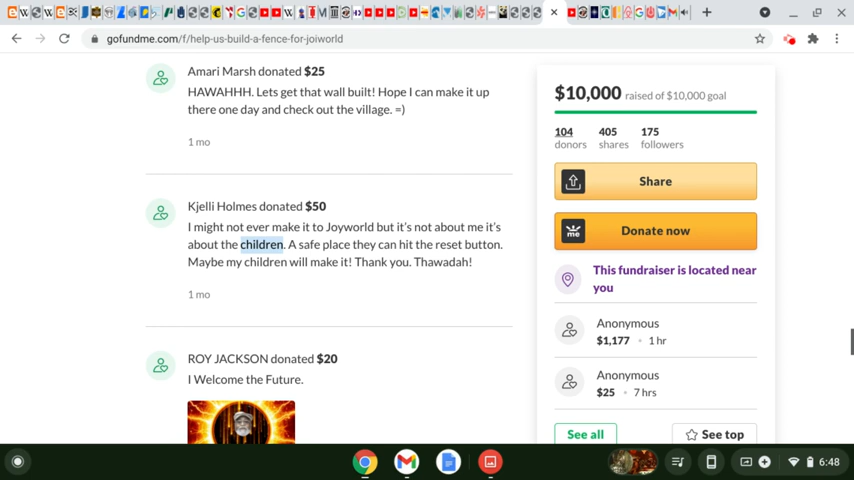 gofundme.com/f/help-us-build-a-fence-for-joiworld
Amari Marsh donated $25
HAWAHHH. Lets get that wall built! Hope I can make it up
there one day and check out the village. =)
1 mo
Kjelli Holmes donated $50
I might not ever make it to Joyworld but it's not about me it's
about the children. A safe place they can hit the reset button.
Maybe my children will make it! Thank you. Thawadah!
1 mo
ROY JACKSON donated $20
I Welcome the Future.
$10,000 raised of $10,000 goal
104 405 175
donors shares followers
Share
me Donate now
This fundraiser is located near
you
Anonymous
$1,177 • 1 hr
Anonymous
$25 • 7 hrs
See all See top
6:48